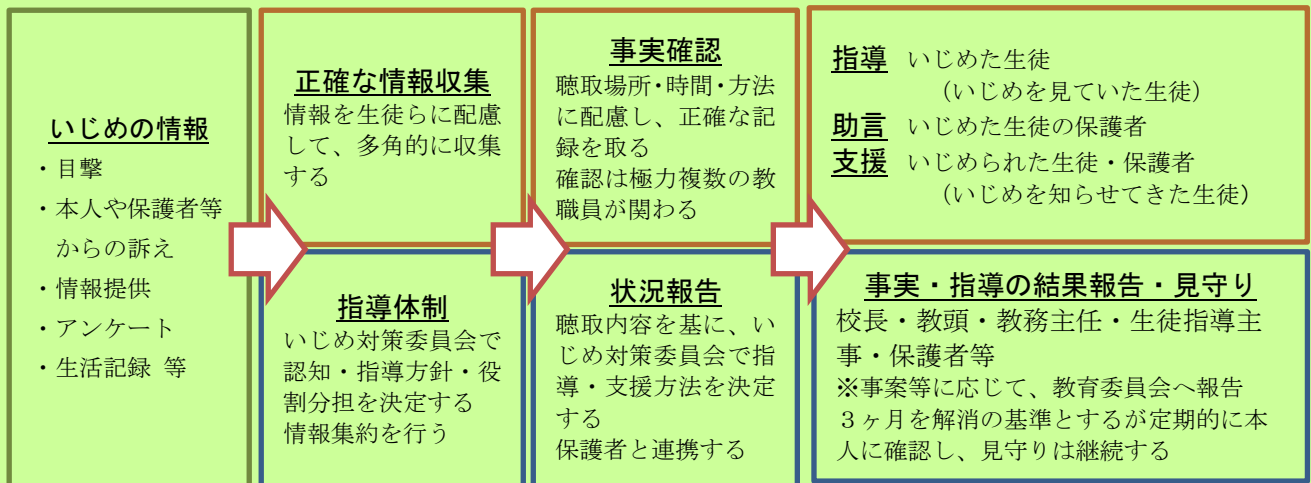 いじめの情報
・目撃
・本人や保護者等
からの訴え
・情報提供
・アンケート
・生活記録 等
正確な情報収集
情報を生徒らに配慮
して、多角的に収集
する
指導体制
いじめ対策委員会で
認知・指導方針・役
割分担を決定する
情報集約を行う
事実確認
聴取場所・時間・方法
に配慮し、正確な記
録を取る
確認は極力複数の教
職員が関わる
状況報告
聴取内容を基に、い
じめ対策委員会で指
導・支援方法を決定
する
保護者と連携する
指導 いじめた生徒
（いじめを見ていた生徒）
助言 いじめた生徒の保護者
支援 いじめられた生徒・保護者
（いじめを知らせてきた生徒）
事実・指導の結果報告・見守り
校長・教頭・教務主任・生徒指導主
事・保護者等
※事案等に応じて、教育委員会へ報告
３ヶ月を解消の基準とするが定期的に本
人に確認し、見守りは継続する